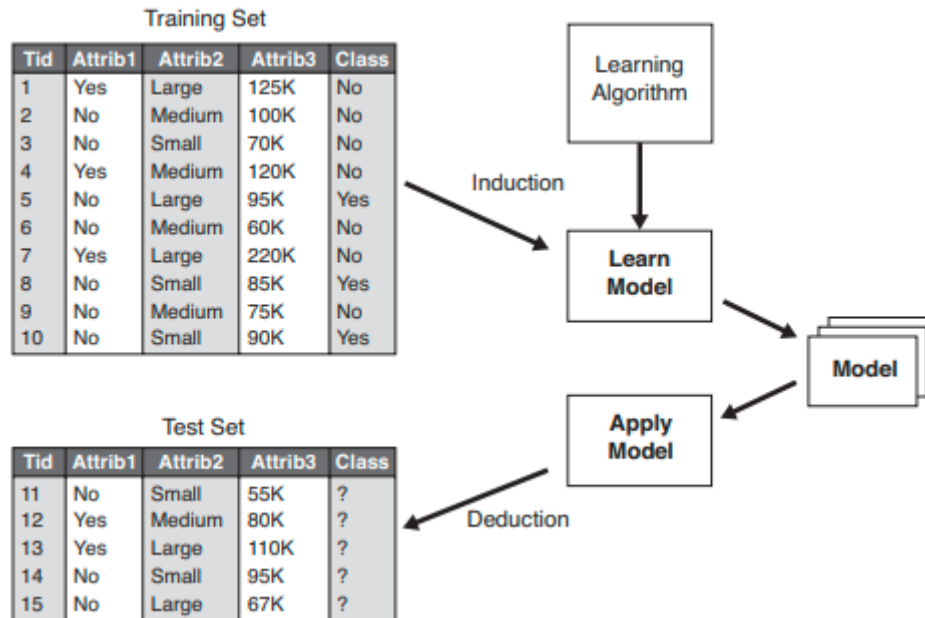 Training Set
Tid Attrib1 Attrib2 Attrib3 Class
1 Yes Large 125K No
2 No Medium 100K No
3 No Small 70K No
4 Yes Medium 120K No
5 No Large 95K Yes
6 No Medium 60K No
7 Yes Large 220K No
8 No Small 85K Yes
9 No Medium 75K No
10 No Small 90K Yes
Learning
Algorithm
Induction
Learn
Model
Model
Apply
Model
Deduction
Test Set
Tid Attrib1 Attrib2 Attrib3 Class
11 No Small 55K ?
12 Yes Medium 80K ?
13 Yes Large 110K ?
14 No Small 95K ?
15 No Large 67K ?